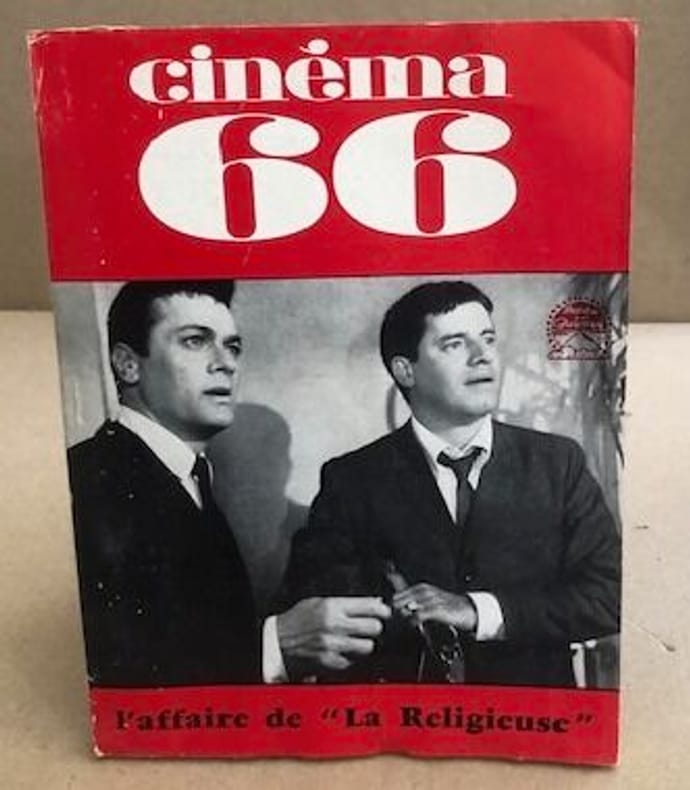 cinéma
66
l'affaire de "La Religieuse"